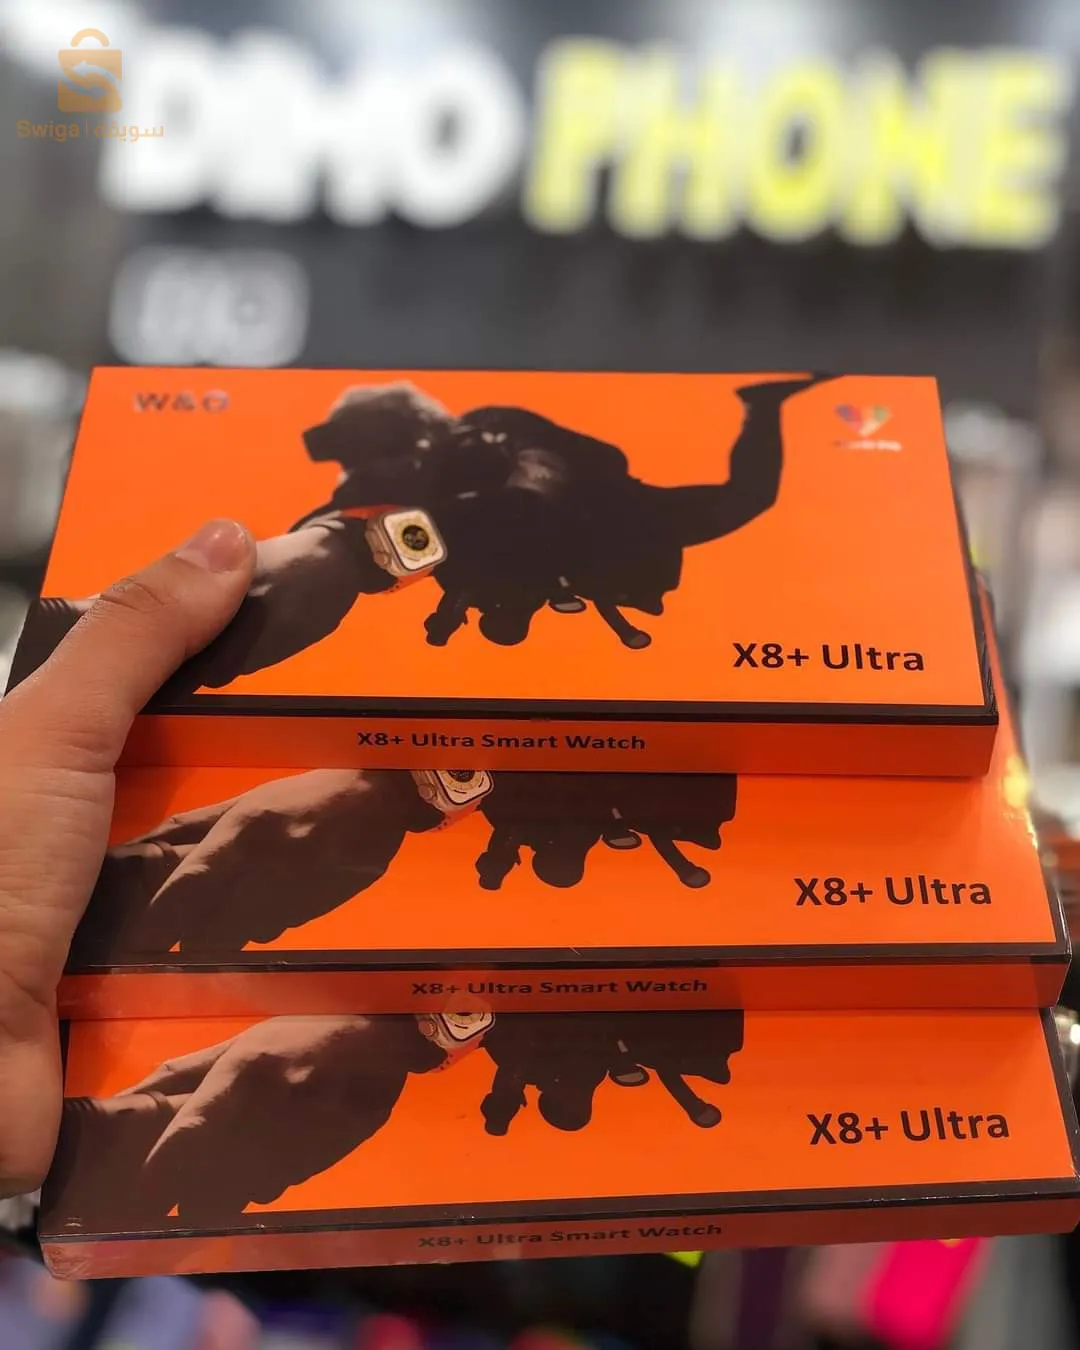 Swiga | سويقة
DIMO PHONE
W&O
X8+ Ultra
X8+ Ultra Smart Watch
X8+ Ultra
X8+ Ultra Smart Watch
X8+ Ultra
X8+ Ultra Smart Watch